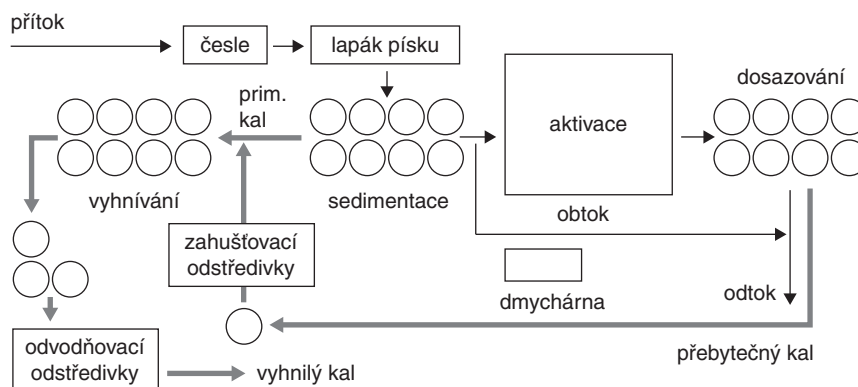 přítok
česle
lapák písku
dosazování
prim.
kal
aktivace
vyhnívání
sedimentace
obtok
zahušťovací
odstředivky
dmychárna
odtok
odvodňovací
odstředivky
vyhnilý kal
přebytečný kal